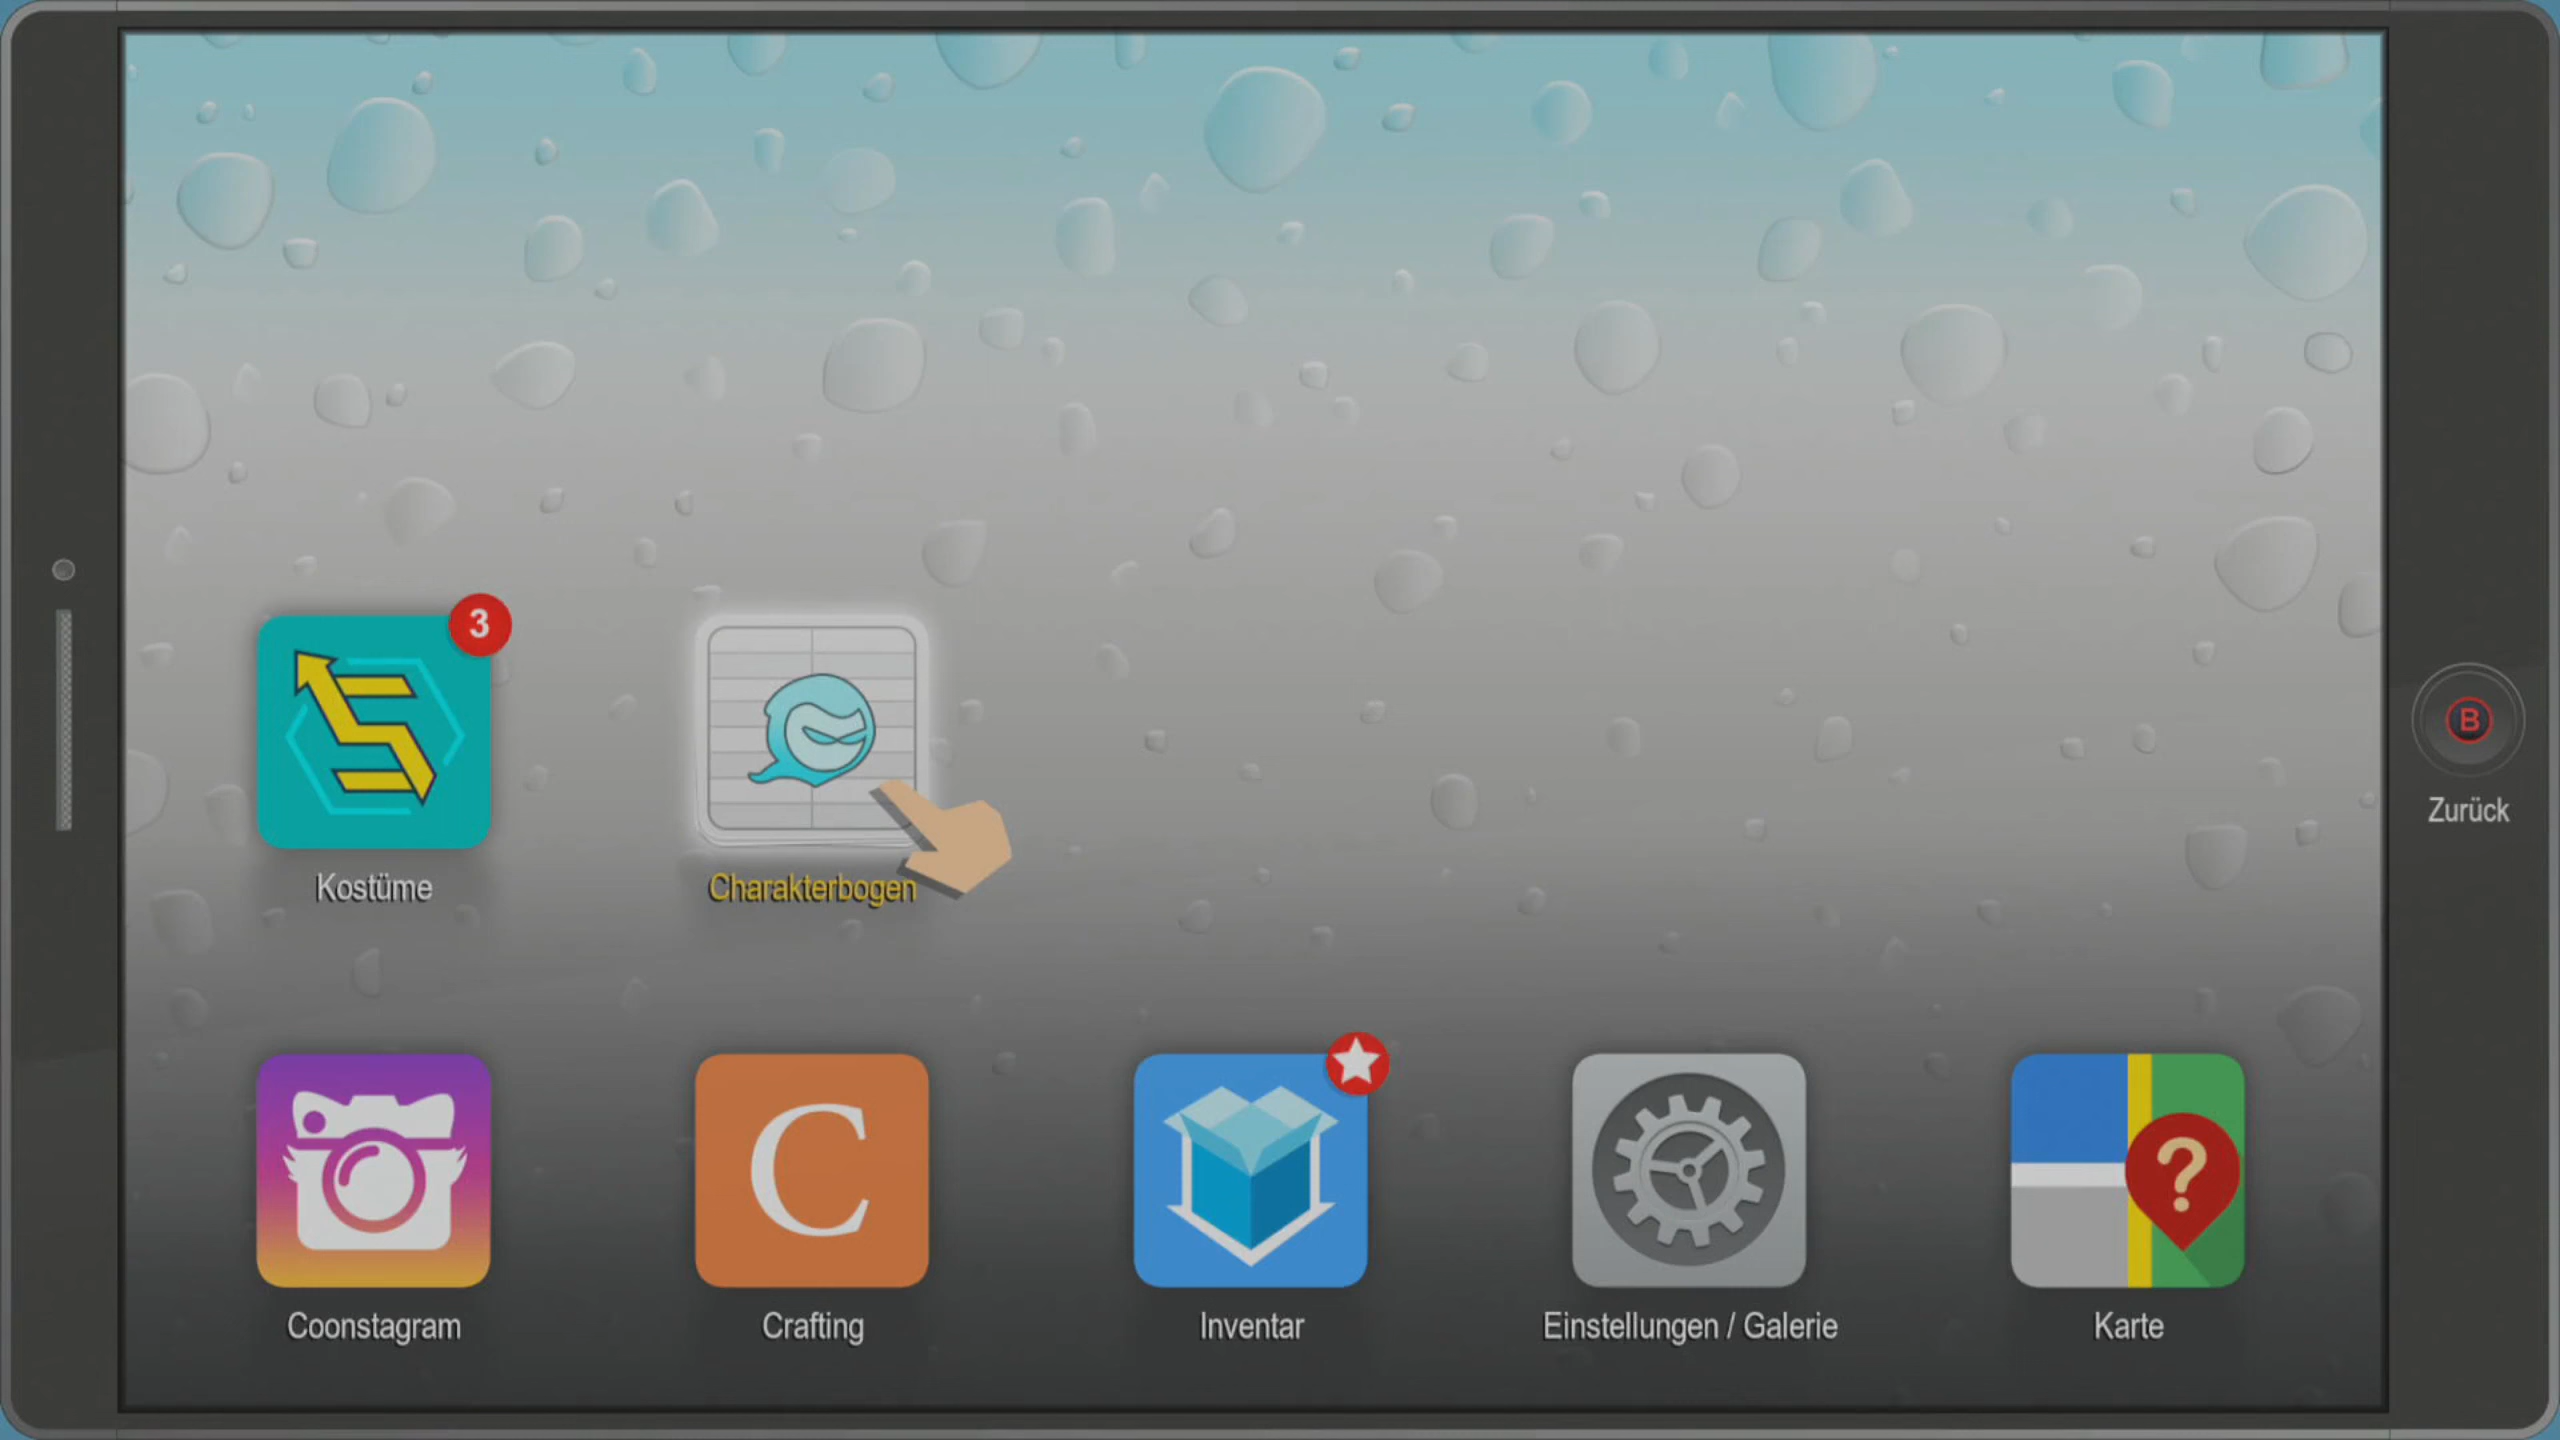 3
Kostüme
Charakterbogen
B
Zurück
C
?
Coonstagram
Crafting
Inventar
Einstellungen / Galerie
Karte